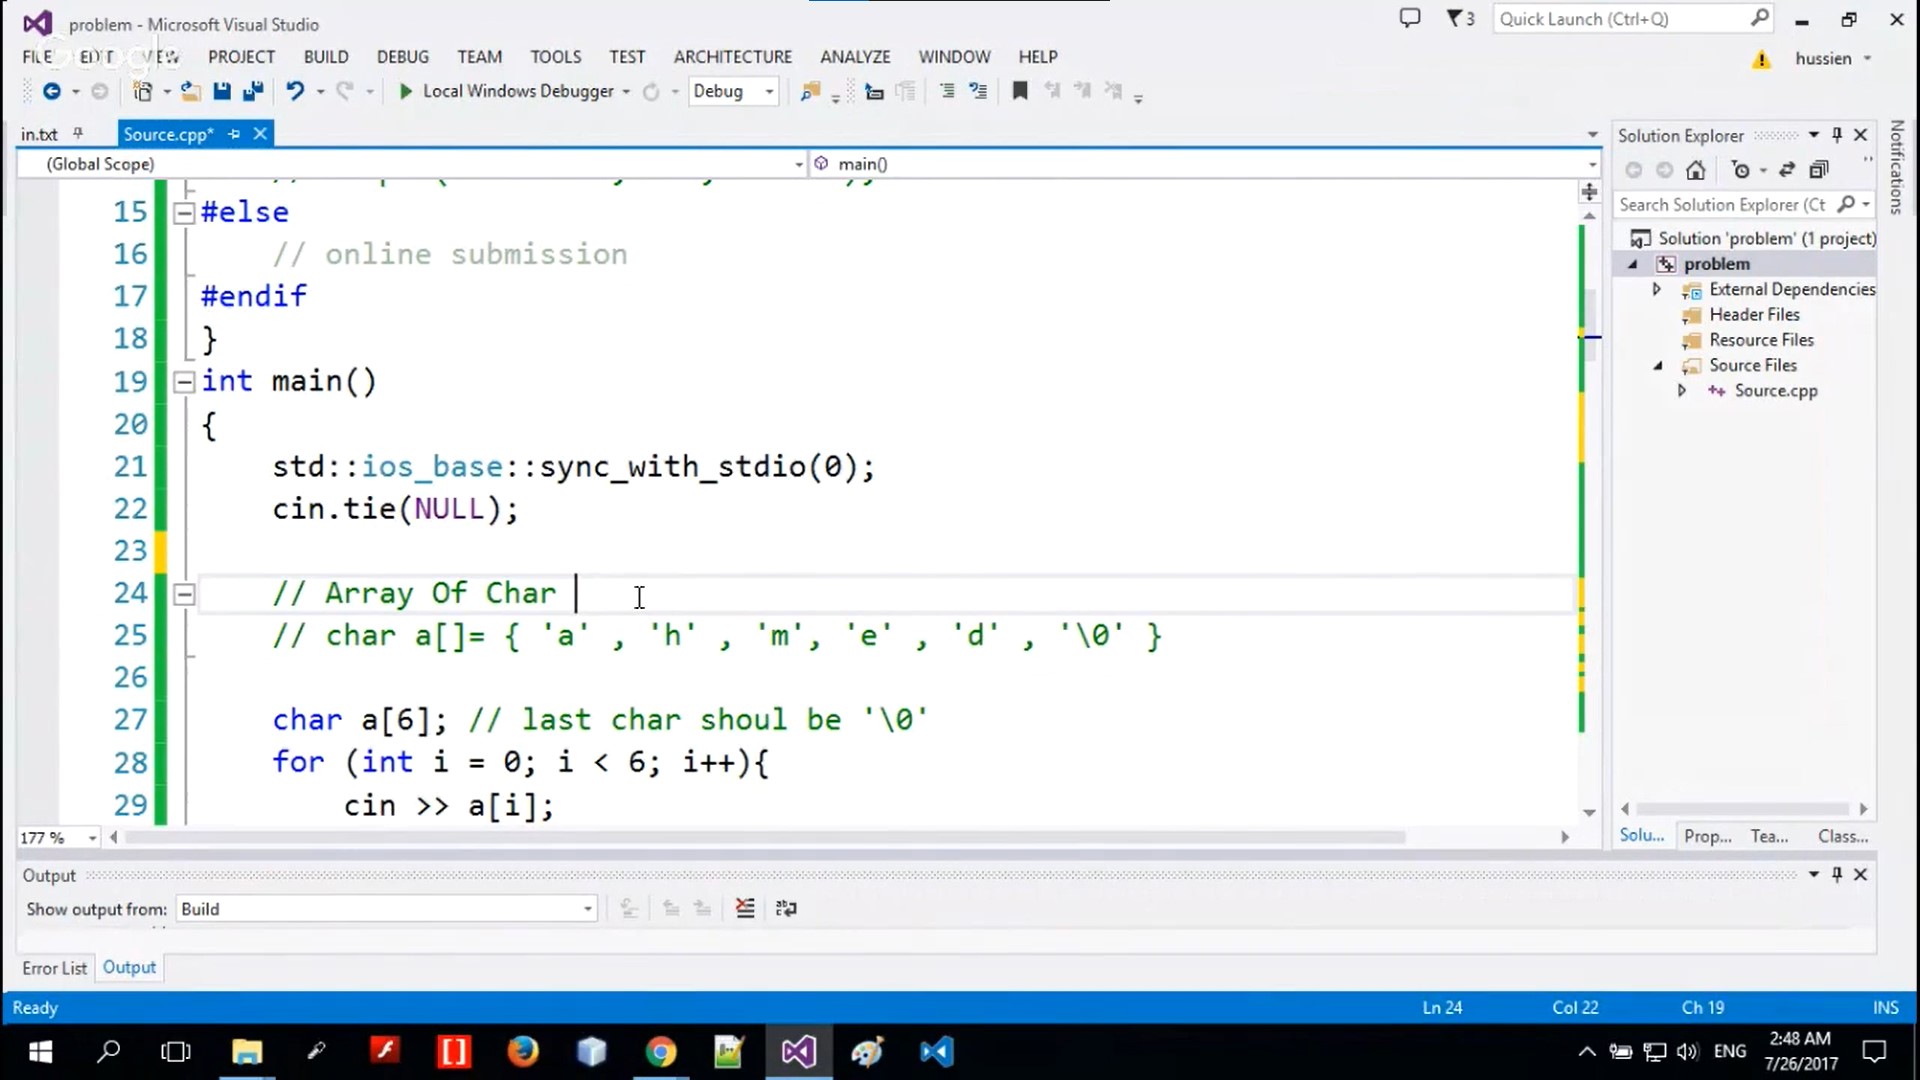 problem - Microsoft Visual Studio
3
Quick Launch (Ctrl+Q)
Google
FILE EDIT VIEW PROJECT BUILD DEBUG TEAM TOOLS TEST ARCHITECTURE ANALYZE WINDOW HELP
hussien
Local Windows Debugger
Debug
in.txt
Source.cpp*
(Global Scope)
main()
15 #else
16 // online submission
17 #endif
18 }
19 int main()
20 {
21 std::ios_base::sync_with_stdio(0);
22 cin.tie(NULL);
23
24 // Array Of Char
25 // char a[]= { 'a' , 'h' , 'm', 'e' , 'd' , '\0' }
26
27 char a[6]; // last char shoul be '\0'
28 for (int i = 0; i < 6; i++){
29 cin >> a[i];
177 %
Solution Explorer
Search Solution Explorer (Ct
Solution 'problem' (1 project)
problem
External Dependencies
Header Files
Resource Files
Source Files
Source.cpp
Solu... Prop... Tea... Class...
Notifications
Output
Show output from: Build
Error List Output
Ready
Ln 24 Col 22 Ch 19 INS
ENG
2:48 AM
7/26/2017